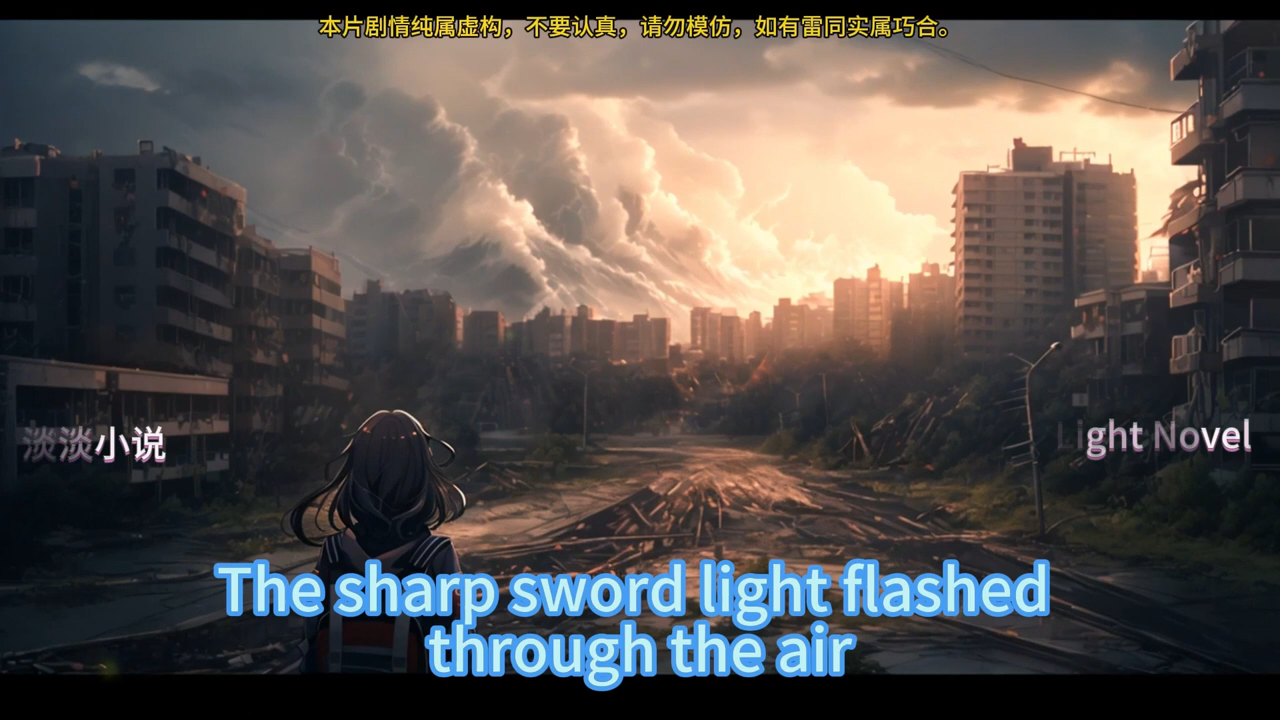 本片剧情纯属虚构，不要认真，请勿模仿，如有雷同实属巧合。
淡淡小说
Light Novel
The sharp sword light flashed
through the air